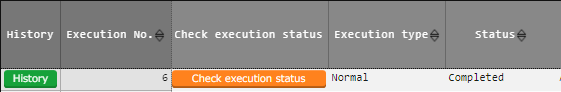 History Execution No. Check execution status Execution type Status
History 6 Check execution status Normal Completed